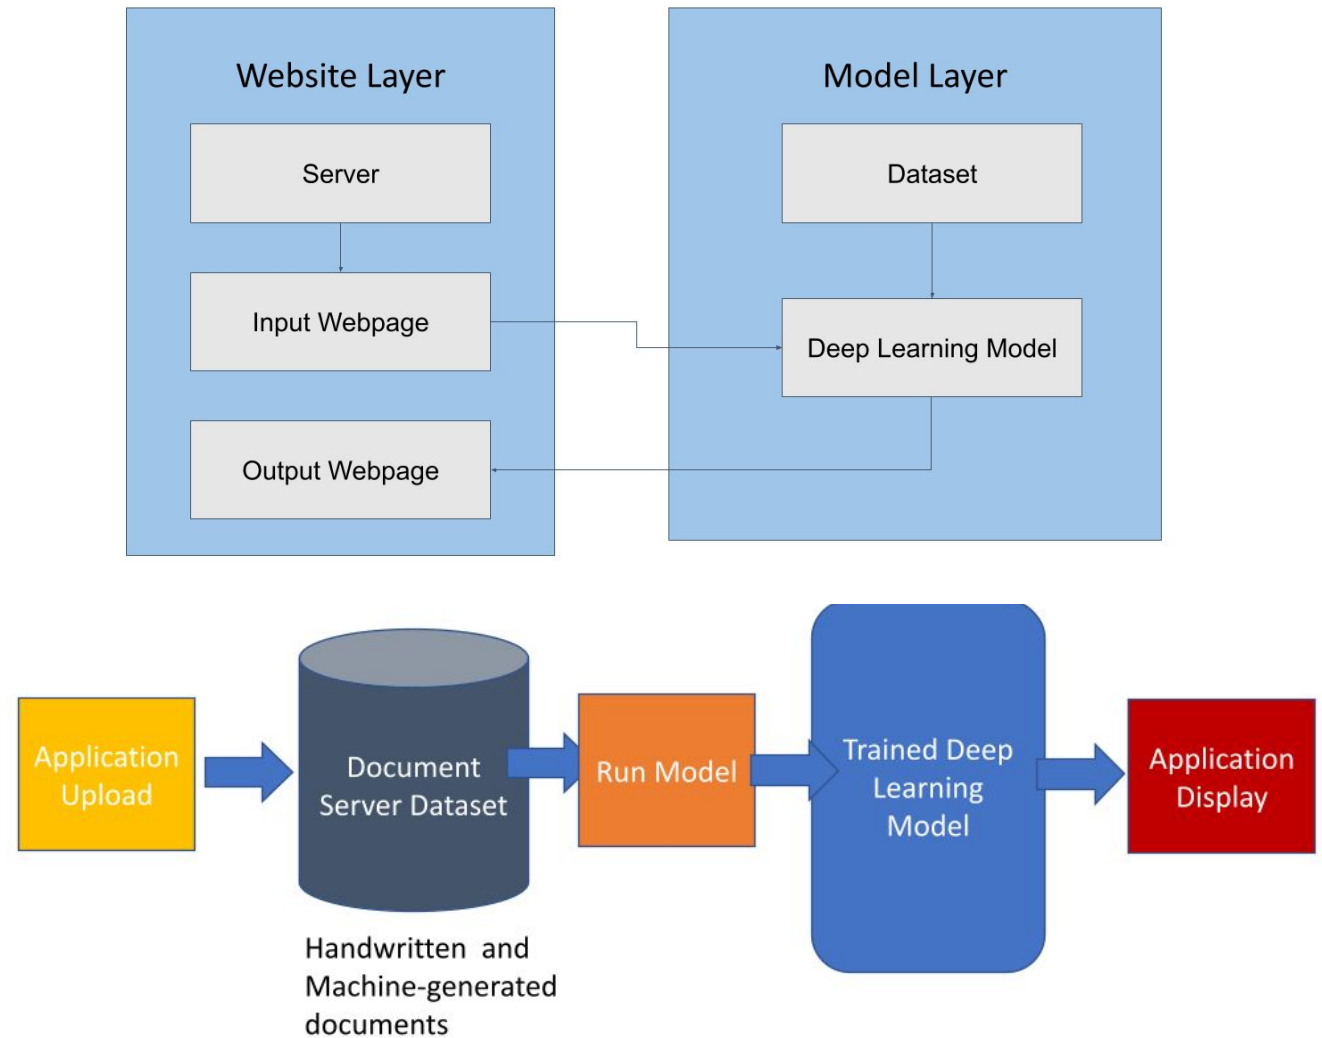 Website Layer
Server
Input Webpage
Output Webpage
Model Layer
Dataset
Deep Learning Model
Application
Upload
Document
Server Dataset
Handwritten and
Machine-generated
documents
Run Model
Trained Deep
Learning
Model
Application
Display